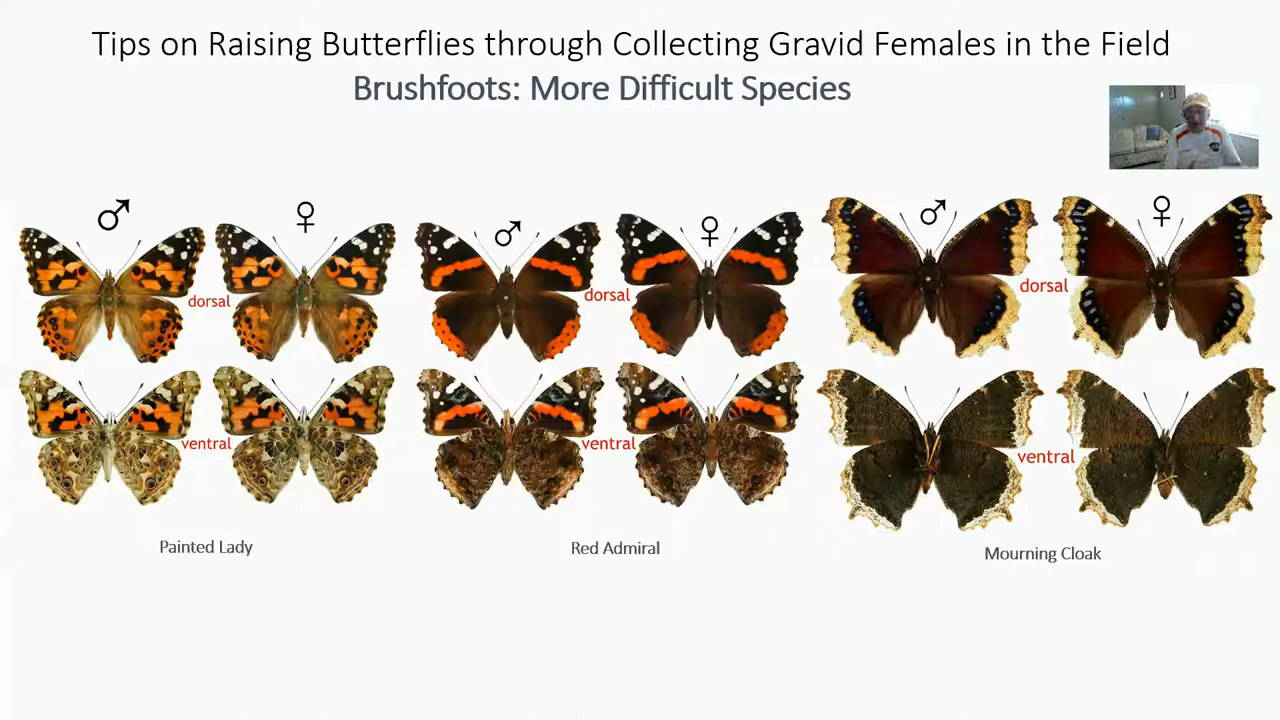 Tips on Raising Butterflies through Collecting Gravid Females in the Field
Brushfoots: More Difficult Species
♂ ♀ ♂ ♀ ♂ ♀
dorsal dorsal dorsal
ventral ventral ventral
Painted Lady Red Admiral Mourning Cloak